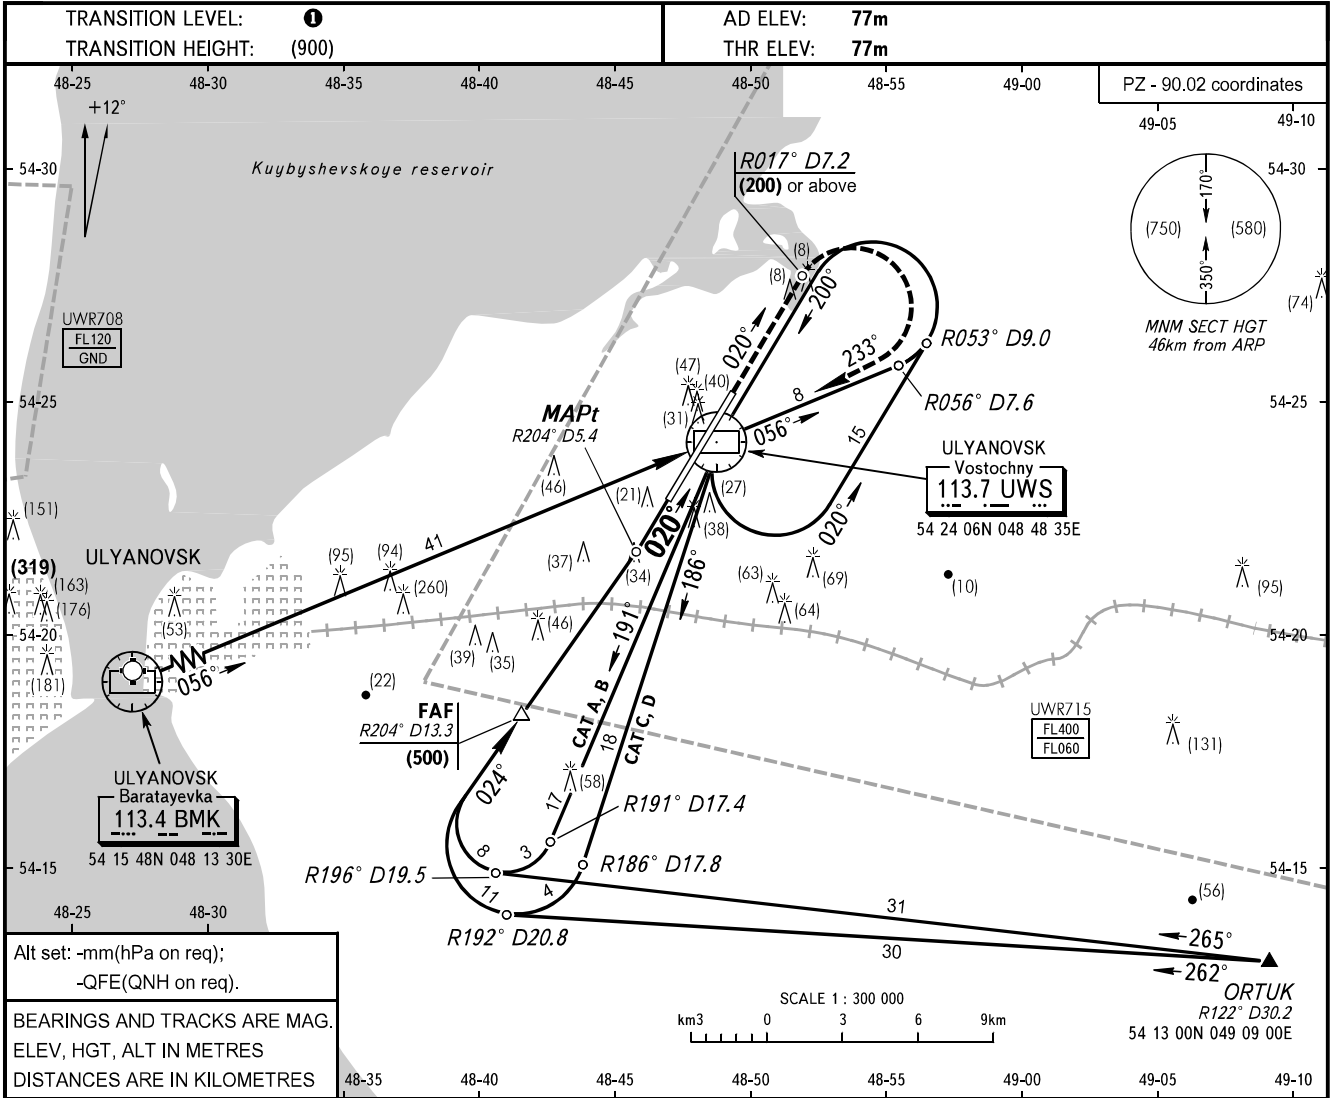 TRANSITION LEVEL: ❶
TRANSITION HEIGHT: (900)
AD ELEV: 77m
THR ELEV: 77m
48-25
48-30
48-35
48-40
48-45
48-50
48-55
49-00
PZ - 90.02 coordinates
49-05
49-10
+12°
54-30
Kuybyshevskoye reservoir
R017° D7.2
(200) or above
54-30
170°
(750)
(580)
350°
MNM SECT HGT
46km from ARP
(74)
(8)
(8)
200°
020°
UWR708
FL120
GND
233°
R053° D9.0
(47)
(40)
(31)
8
056°
R056° D7.6
54-25
54-25
MAPt
R204° D5.4
15
ULYANOVSK
Vostochny
113.7 UWS
54 24 06N 048 48 35E
(46)
(21)
(27)
(38)
020°
020°
(151)
ULYANOVSK
41
(319)
(163)
(176)
(95)
(94)
(260)
(37)
(34)
186°
(63)
(69)
(64)
(10)
(95)
(53)
54-20
54-20
(46)
(39)
(35)
191°
(181)
056°
(22)
FAF
R204° D13.3
(500)
CAT A, B
18
CAT C, D
UWR715
FL400
FL060
(131)
ULYANOVSK
Baratayevka
113.4 BMK
54 15 48N 048 13 30E
024°
(58)
17
R191° D17.4
54-15
54-15
8
3
R186° D17.8
R196° D19.5
11
4
R192° D20.8
31
30
(56)
265°
262°
ORTUK
R122° D30.2
54 13 00N 049 09 00E
48-25
48-30
Alt set: -mm(hPa on req);
-QFE(QNH on req).
BEARINGS AND TRACKS ARE MAG.
ELEV, HGT, ALT IN METRES
DISTANCES ARE IN KILOMETRES
SCALE 1 : 300 000
km3 0 3 6 9km
48-35
48-40
48-45
48-50
48-55
49-00
49-05
49-10